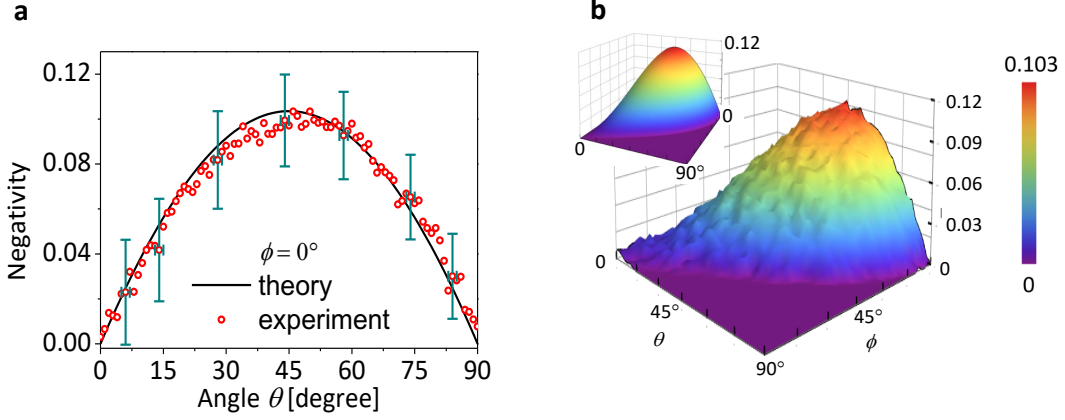 a
0.12
0.08
0.04
0.00
Negativity
ϕ = 0°
theory
experiment
0 15 30 45 60 75 90
Angle θ [degree]
b
0.12
0
0
90°
0.103
0
0.12
0.09
0.06
0.03
0
0
45°
θ
90°
45°
ϕ